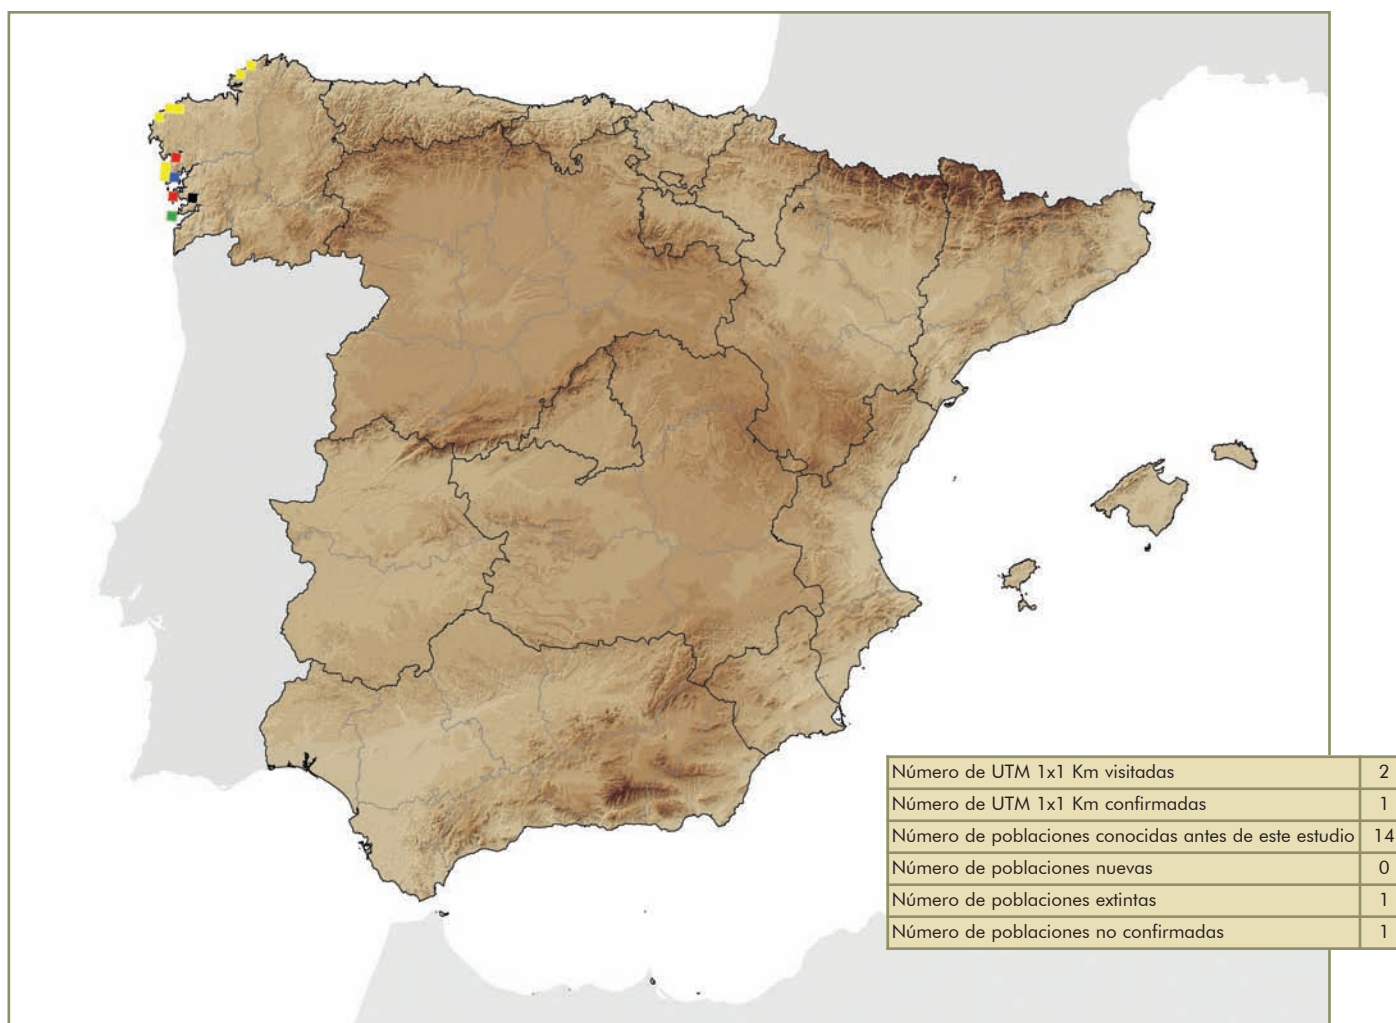 Número de UTM 1x1 Km visitadas 2
Número de UTM 1x1 Km confirmadas 1
Número de poblaciones conocidas antes de este estudio 14
Número de poblaciones nuevas 0
Número de poblaciones extintas 1
Número de poblaciones no confirmadas 1